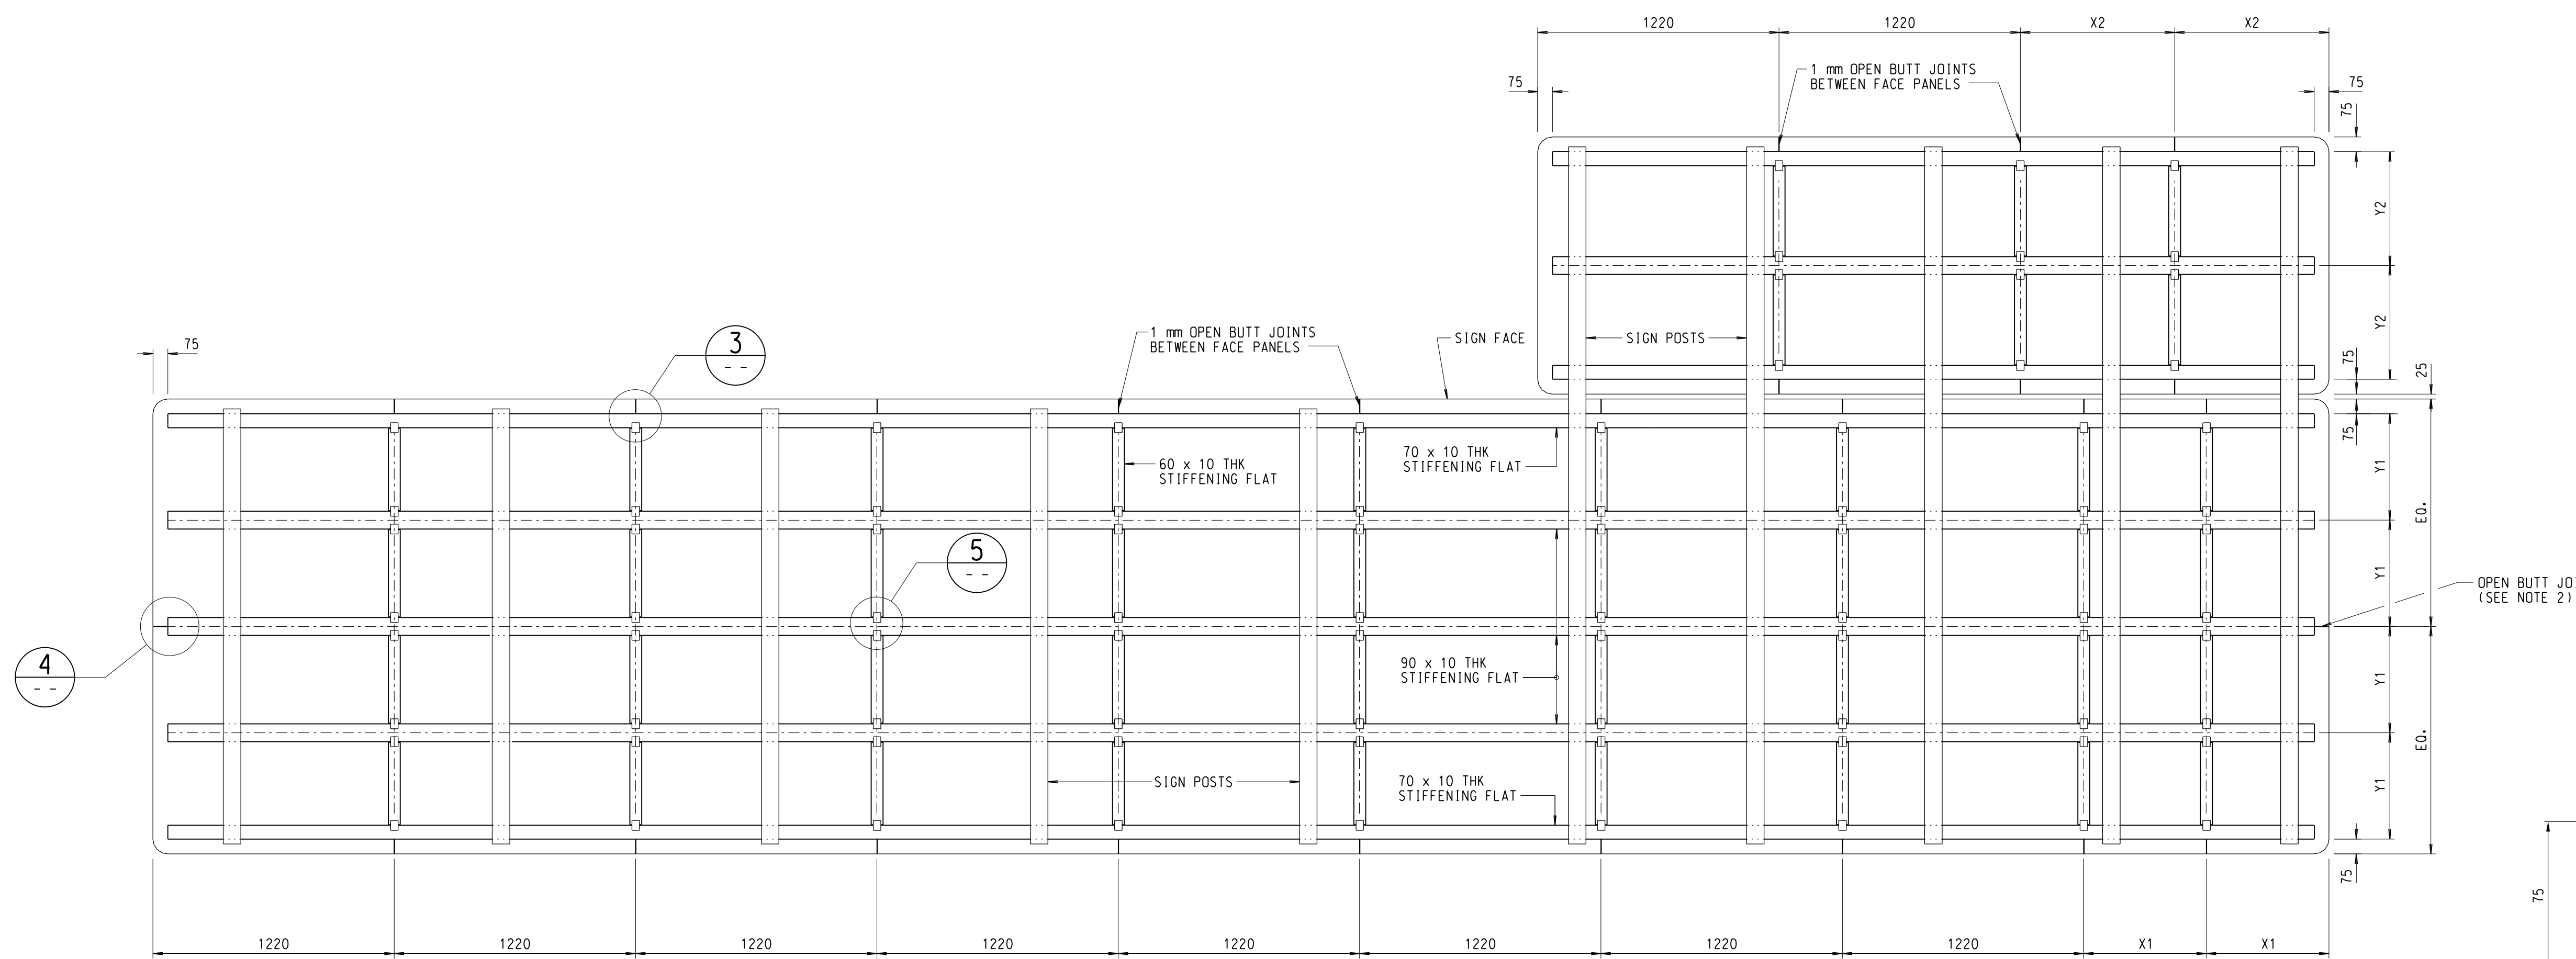 1220 1220 X2 X2
1 mm OPEN BUTT JOINTS
BETWEEN FACE PANELS
75 75
75
Y2
Y2
75
25
75
3
- -
1 mm OPEN BUTT JOINTS
BETWEEN FACE PANELS
SIGN FACE
SIGN POSTS
75
60 x 10 THK
STIFFENING FLAT
70 x 10 THK
STIFFENING FLAT
Y1
EQ.
5
- -
Y1
OPEN BUTT
(SEE NOTE 2)
4
- -
90 x 10 THK
STIFFENING FLAT
Y1
EQ.
SIGN POSTS
70 x 10 THK
STIFFENING FLAT
Y1
75
75
1220 1220 1220 1220 1220 1220 1220 1220 X1 X1